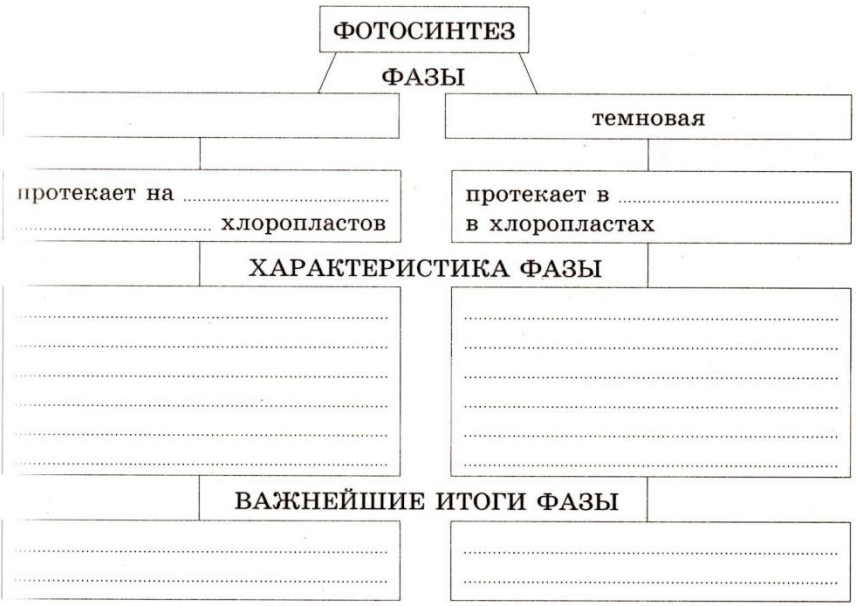 ФОТОСИНТЕЗ
ФАЗЫ
темновая
протекает на
хлоропластов
протекает в
в хлоропластах
ХАРАКТЕРИСТИКА ФАЗЫ
ВАЖНЕЙШИЕ ИТОГИ ФАЗЫ